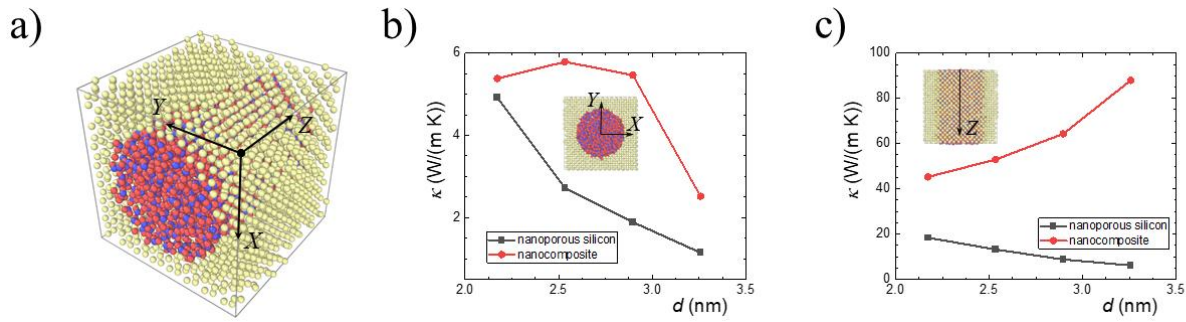 a)
Y
Z
X
b)
6
4
2
κ (W/(m K))
Y
X
nanoporous silicon
nanocomposite
2.0
2.5
3.0
3.5
d (nm)
c)
100
80
60
40
20
0
κ (W/(m K))
Z
nanoporous silicon
nanocomposite
2.0
2.5
3.0
3.5
d (nm)